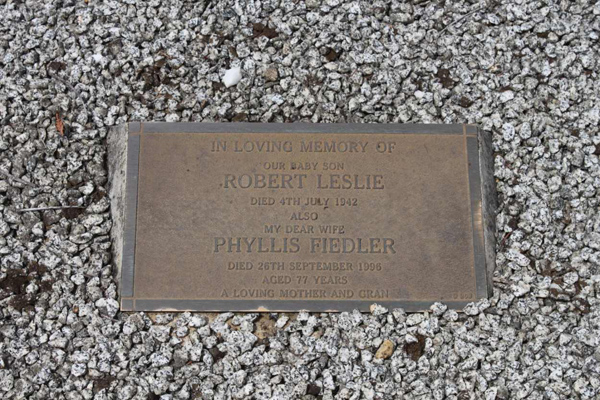 IN LOVING MEMORY OF
OUR BABY SON
ROBERT LESLIE
DIED 4TH JULY 1942
ALSO
MY DEAR WIFE
PHYLLIS FIEDLER
DIED 26TH SEPTEMBER 1996
AGED 77 YEARS
A LOVING MOTHER AND GRAN